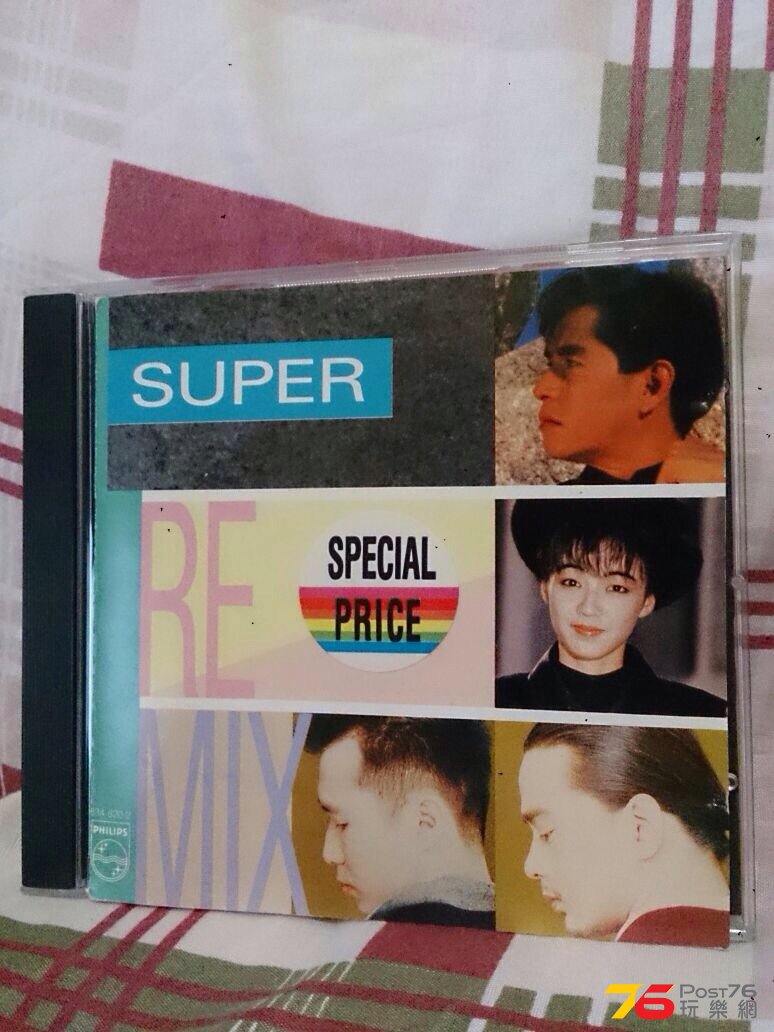 SUPER
RE
SPECIAL
PRICE
MIX
PHILIPS
76 POST76
玩樂網